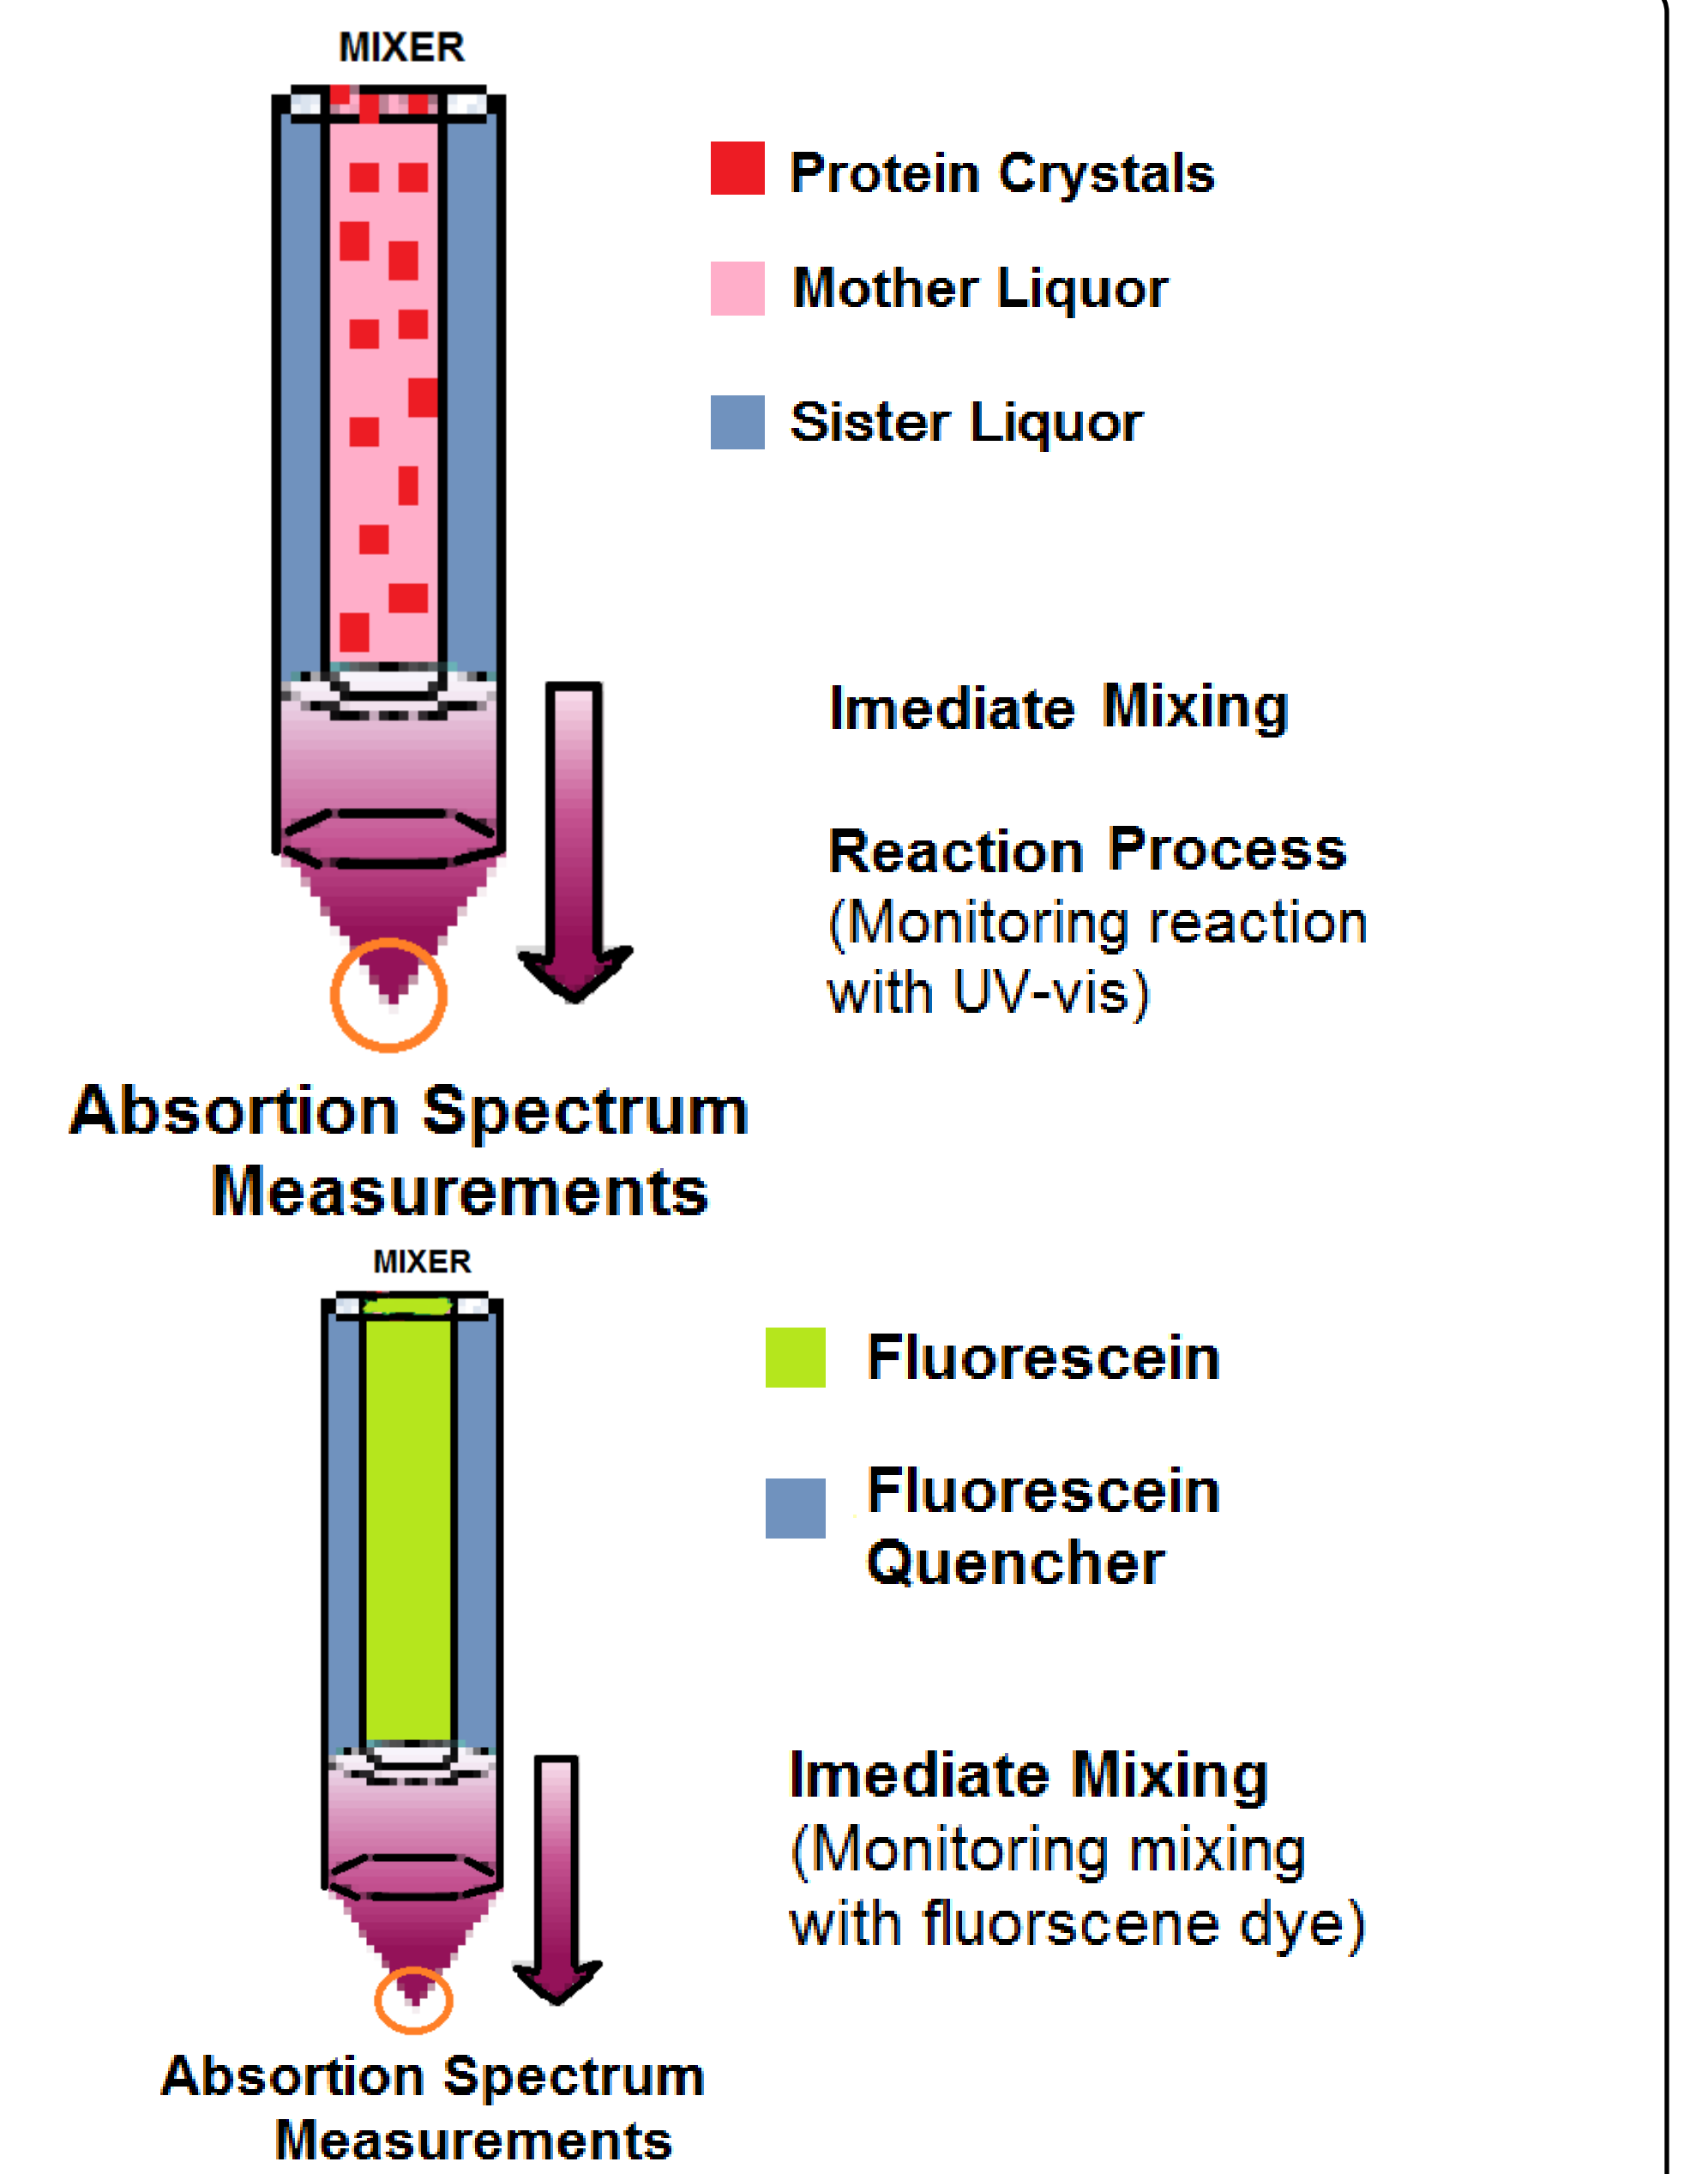 MIXER
Protein Crystals
Mother Liquor
Sister Liquor
Imediate Mixing
Reaction Process
(Monitoring reaction
with UV-vis)
Absortion Spectrum
Measurements
MIXER
Fluorescein
Fluorescein
Quencher
Imediate Mixing
(Monitoring mixing
with fluorscene dye)
Absortion Spectrum
Measurements